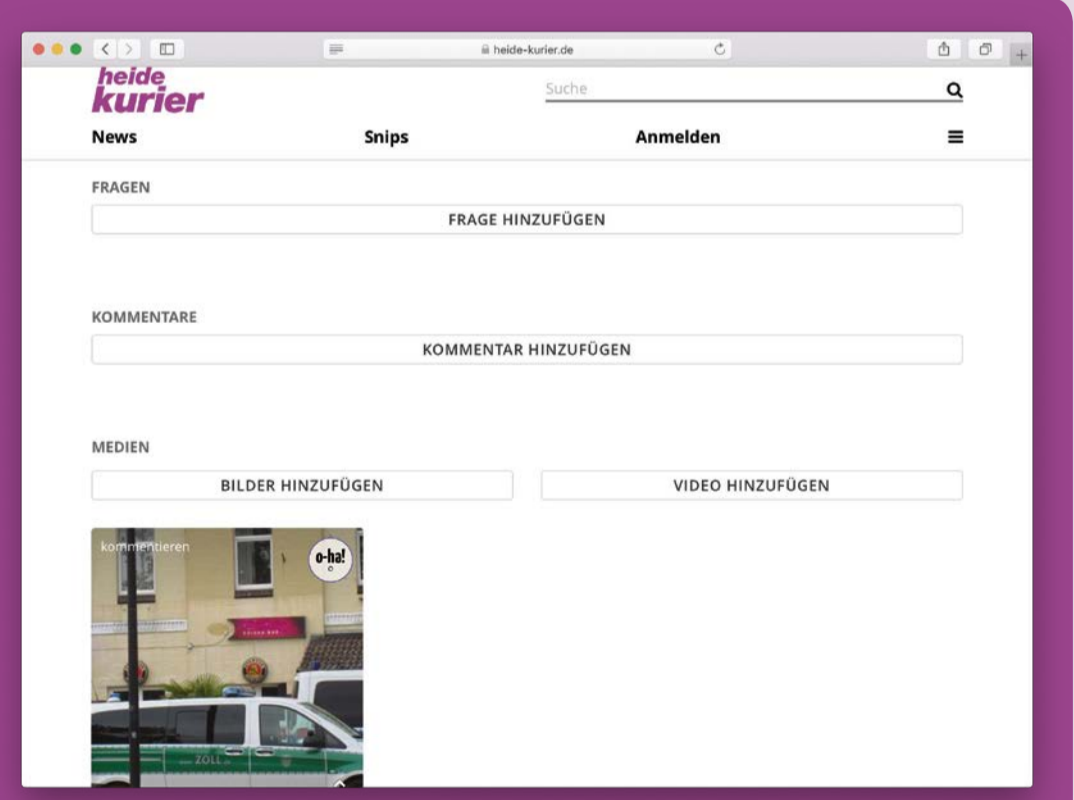 heide-kurier.de
heide
kurier
Suche
News
Snips
Anmelden
FRAGEN
FRAGE HINZUFÜGEN
KOMMENTARE
KOMMENTAR HINZUFÜGEN
MEDIEN
BILDER HINZUFÜGEN
VIDEO HINZUFÜGEN
kommentieren
o-ha!
ZOLL